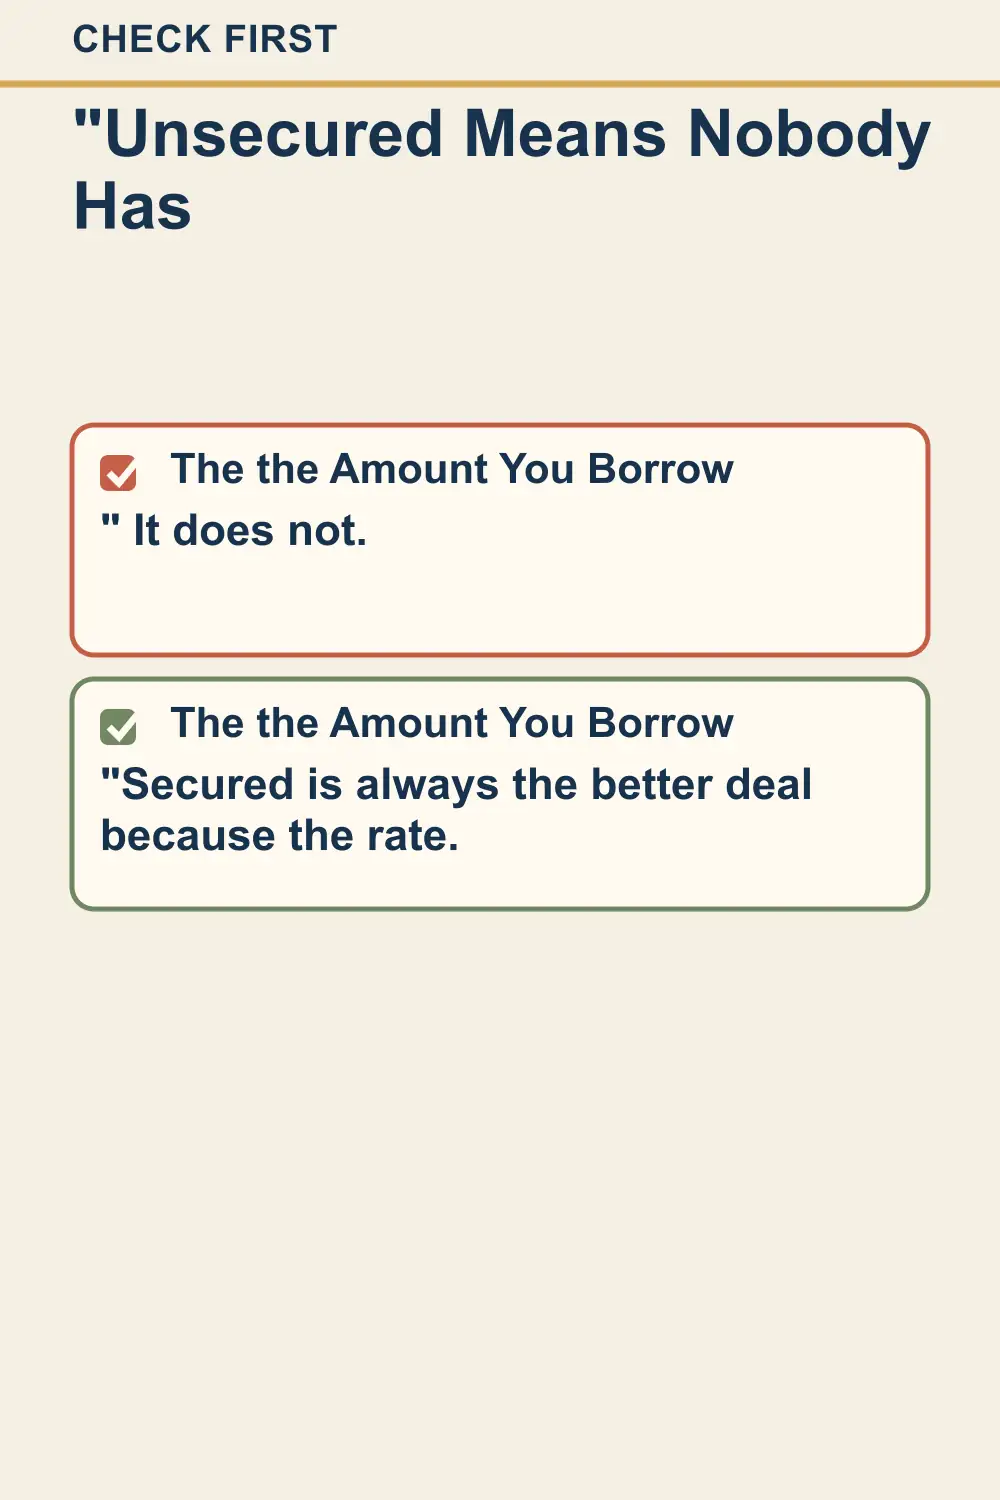 CHECK FIRST
"Unsecured Means Nobody
Has
The the Amount You Borrow
" It does not.
The the Amount You Borrow
"Secured is always the better deal
because the rate.